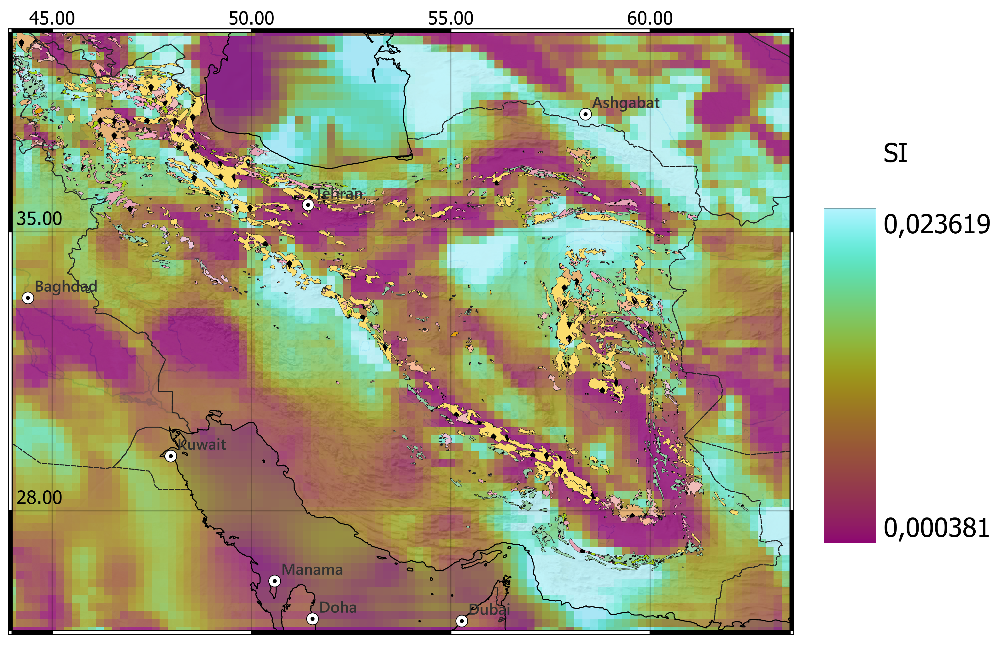 45.00 50.00 55.00 60.00
Ashgabat
SI
Tehran
35.00
0,023619
Baghdad
Kuwait
28.00
0,000381
Manama
Doha
Dubai